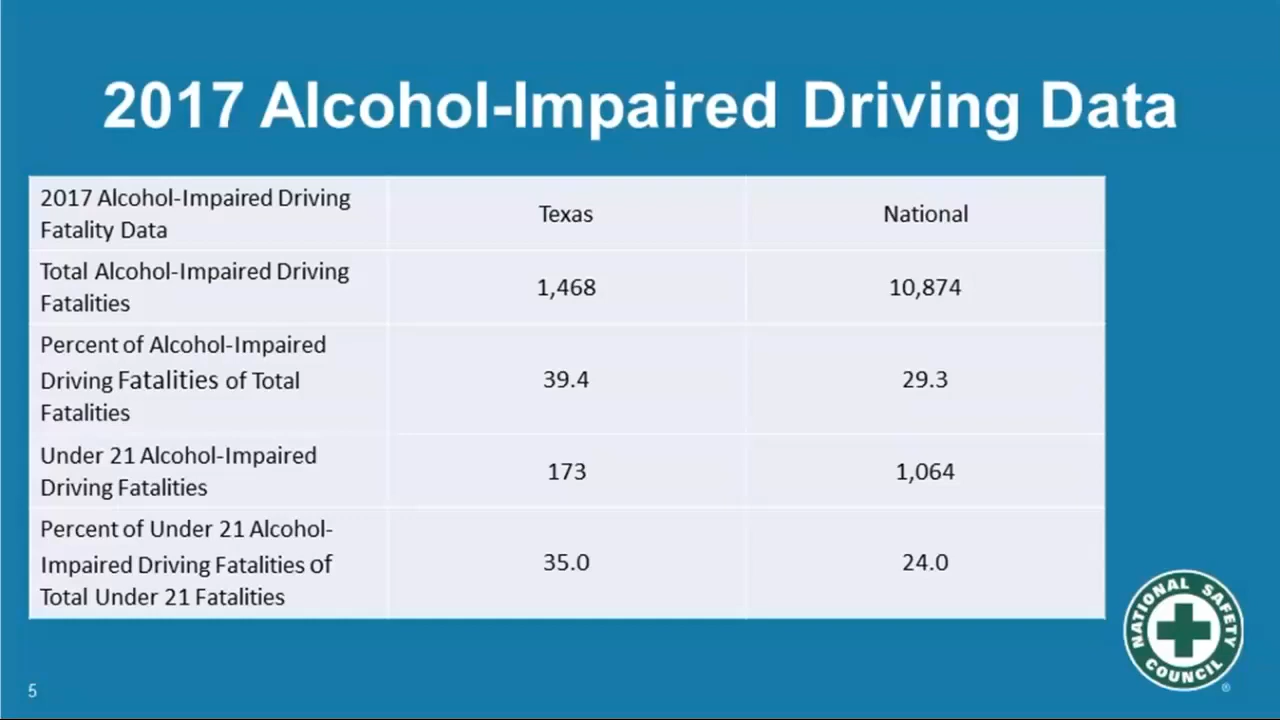 2017 Alcohol-Impaired Driving Data
2017 Alcohol-Impaired Driving
Fatality Data
Texas
National
Total Alcohol-Impaired Driving
Fatalities
1,468
10,874
Percent of Alcohol-Impaired
Driving Fatalities of Total
Fatalities
39.4
29.3
Under 21 Alcohol-Impaired
Driving Fatalities
173
1,064
Percent of Under 21 Alcohol-
Impaired Driving Fatalities of
Total Under 21 Fatalities
35.0
24.0
NATIONAL SAFETY
COUNCIL
®
5